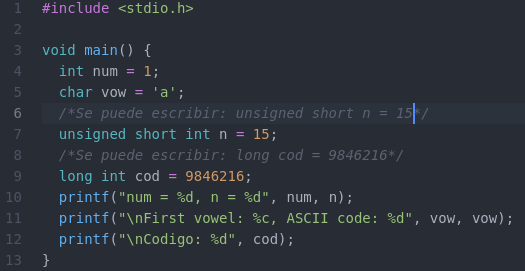 1 #include <stdio.h>
2
3 void main() {
4 int num = 1;
5 char vow = 'a';
6 /*Se puede escribir: unsigned short n = 15*/
7 unsigned short int n = 15;
8 /*Se puede escribir: long cod = 9846216*/
9 long int cod = 9846216;
10 printf("num = %d, n = %d", num, n);
11 printf("\nFirst vowel: %c, ASCII code: %d", vow, vow);
12 printf("\nCodigo: %d", cod);
13 }